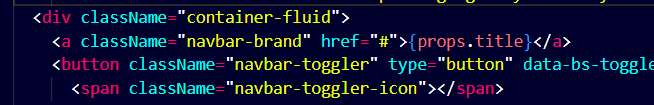 <div className="container-fluid">
<a className="navbar-brand" href="#">{props.title}</a>
<button className="navbar-toggler" type="button" data-bs-toggle
<span className="navbar-toggler-icon"></span>